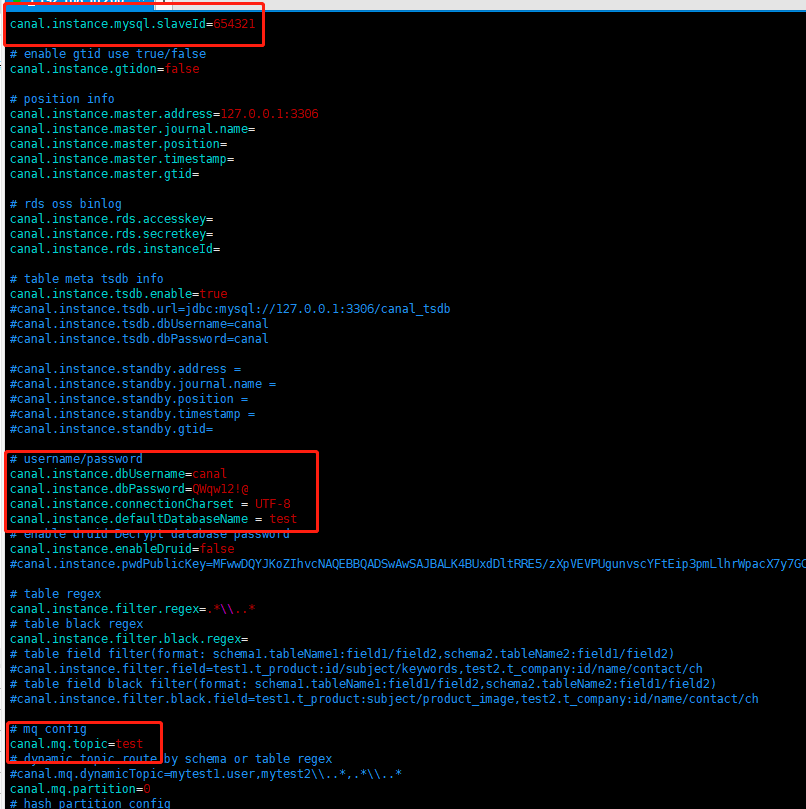 canal.instance.mysql.slaveId=654321
# enable gtid use true/false
canal.instance.gtidon=false
# position info
canal.instance.master.address=127.0.0.1:3306
canal.instance.master.journal.name=
canal.instance.master.position=
canal.instance.master.timestamp=
canal.instance.master.gtid=
# rds oss binlog
canal.instance.rds.accesskey=
canal.instance.rds.secretkey=
canal.instance.rds.instanceId=
# table meta tsdb info
canal.instance.tsdb.enable=true
#canal.instance.tsdb.url=jdbc:mysql://127.0.0.1:3306/canal_tsdb
#canal.instance.tsdb.dbUsername=canal
#canal.instance.tsdb.dbPassword=canal
#canal.instance.standby.address =
#canal.instance.standby.journal.name =
#canal.instance.standby.position =
#canal.instance.standby.timestamp =
#canal.instance.standby.gtid=
# username/password
canal.instance.dbUsername=canal
canal.instance.dbPassword=QWqw12!@
canal.instance.connectionCharset = UTF-8
canal.instance.defaultDatabaseName = test
# enable druid Decrypt database password
canal.instance.enableDruid=false
#canal.instance.pwdPublicKey=MFwwDQYJKoZIhvcNAQEBBQADSwAwSAJBALK4BUxdDltRRE5/zXpVEVPUgunvscYFtEip3pmLlhrWpacX7y7GC
# table regex
canal.instance.filter.regex=.*\\..*
# table black regex
canal.instance.filter.black.regex=
# table field filter(format: schema1.tableName1:field1/field2,schema2.tableName2:field1/field2)
#canal.instance.filter.field=test1.t_product:id/subject/keywords,test2.t_company:id/name/contact/ch
# table field black filter(format: schema1.tableName1:field1/field2,schema2.tableName2:field1/field2)
#canal.instance.filter.black.field=test1.t_product:subject/product_image,test2.t_company:id/name/contact/ch
# mq config
canal.mq.topic=test
# dynamic topic route by schema or table regex
#canal.mq.dynamicTopic=mytest1.user,mytest2\\..*,.*\\..*
canal.mq.partition=0
# hash partition config